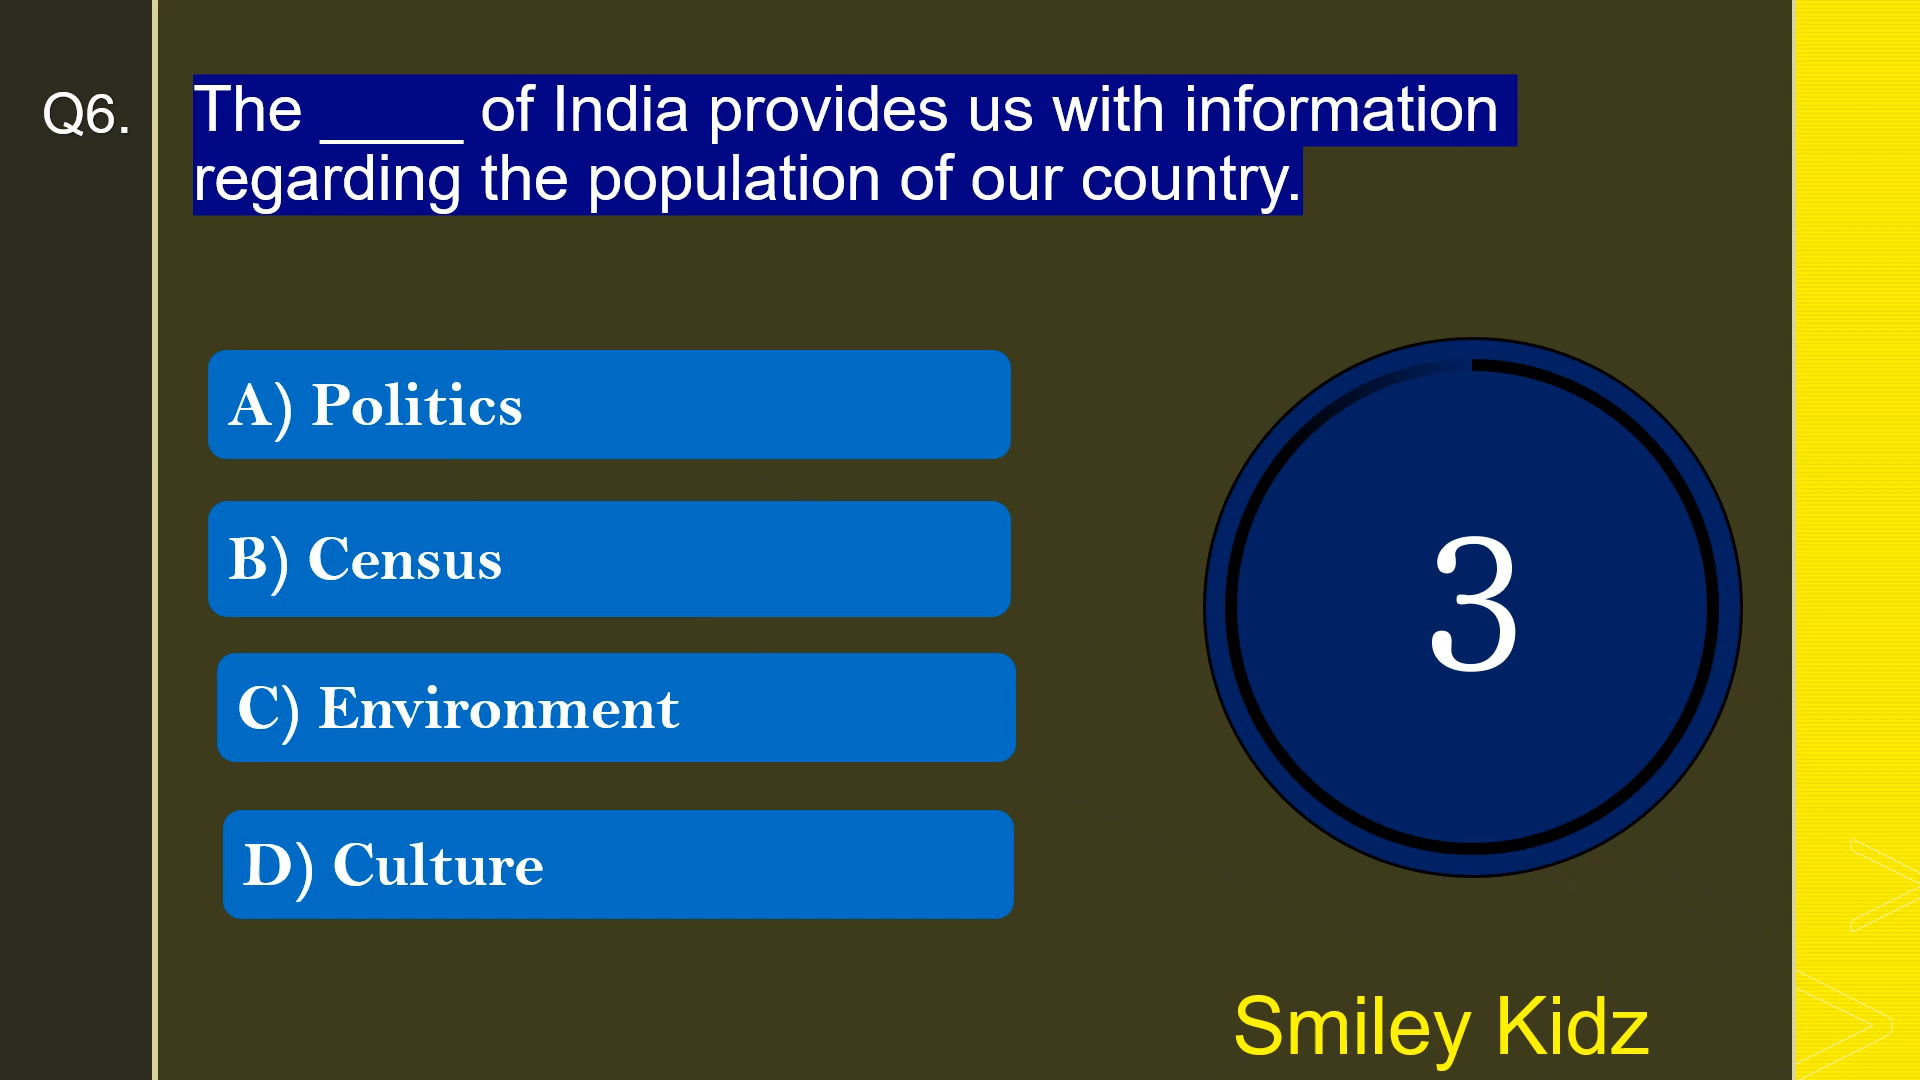 Q6.
The ____ of India provides us with information
regarding the population of our country.
A) Politics
B) Census
C) Environment
D) Culture
3
Smiley Kidz